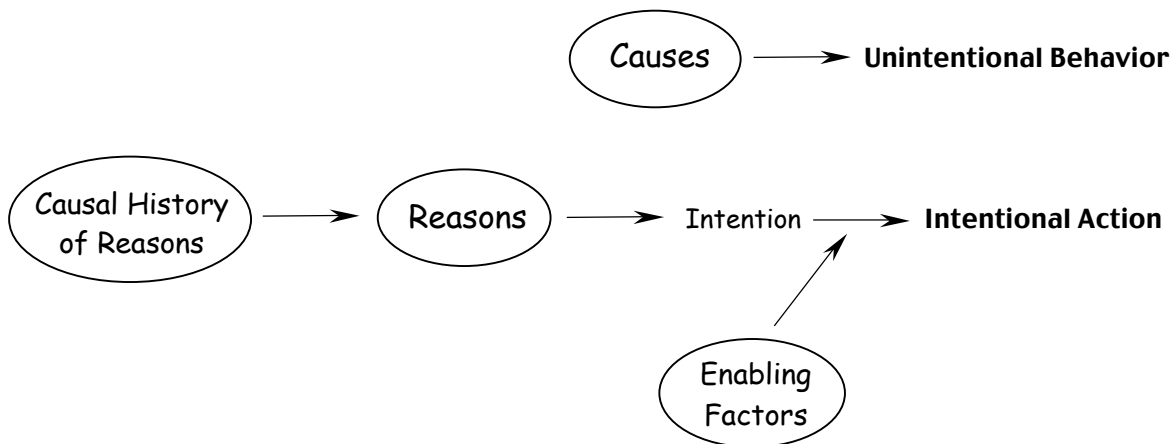 Causes
Unintentional Behavior
Causal History
of Reasons
Reasons
Intention
Intentional Action
Enabling
Factors